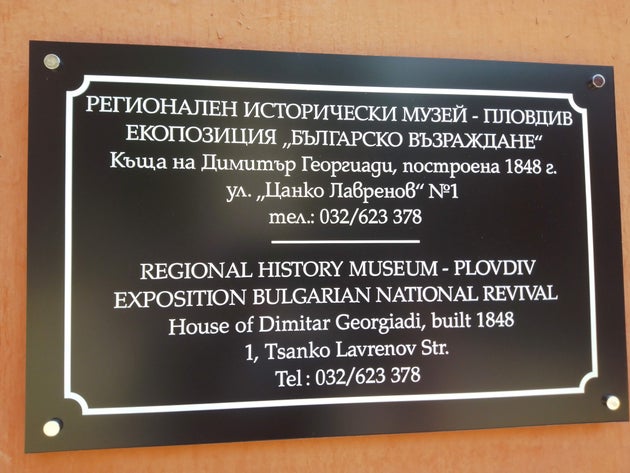 РЕГИОНАЛЕН ИСТОРИЧЕСКИ МУЗЕЙ - ПЛОВДИВ
ЕКОПОЗИЦИЯ „БЪЛГАРСКО ВЪЗРАЖДАНЕ“
Къща на Димитър Георгиади, построена 1848 г.
ул. „Цанко Лавренов“ №1
тел.: 032/623 378
REGIONAL HISTORY MUSEUM - PLOVDIV
EXPOSITION BULGARIAN NATIONAL REVIVAL
House of Dimitar Georgiadi, built 1848
1, Tsanko Lavrenov Str.
Tel : 032/623 378